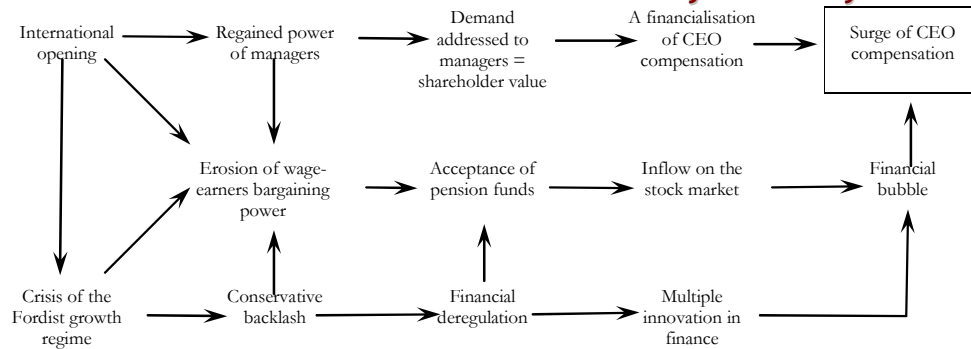 International
opening
Regained power
of managers
Demand
addressed to
managers =
shareholder value
A financialisation
of CEO
compensation
Surge of CEO
compensation
Erosion of wage-
earners bargaining
power
Acceptance of
pension funds
Inflow on the
stock market
Financial
bubble
Crisis of the
Fordist growth
regime
Conservative
backlash
Financial
deregulation
Multiple
innovation in
finance